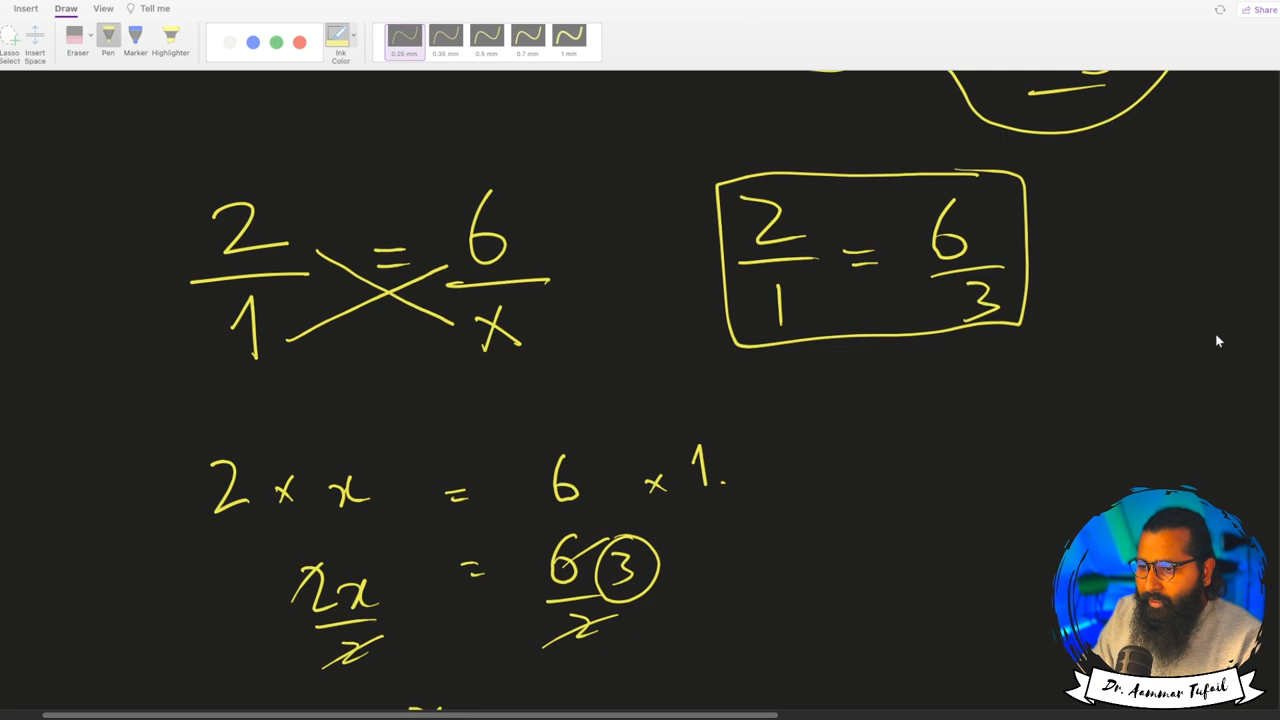 Insert Draw View Tell me
Share
Lasso Select
Insert Space
Eraser
Pen
Marker
Highlighter
Ink Color
0.25 mm
0.35 mm
0.5 mm
0.7 mm
1 mm
2/1 = 6/x
2/1 = 6/3
2 × x = 6 × 1.
2x/2 = 6/2 3
Dr. Aammar Tufail